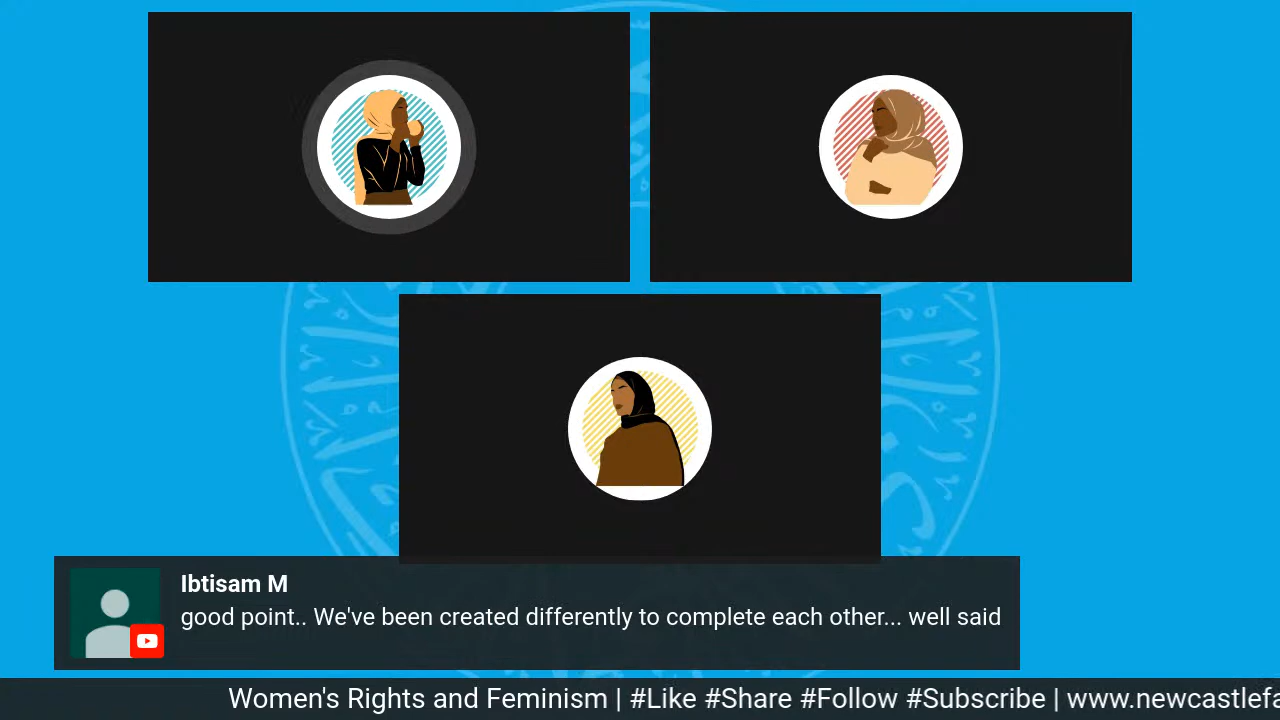 Ibtisam M
good point.. We've been created differently to complete each other... well said
Women's Rights and Feminism | #Like #Share #Follow #Subscribe | www.newcastlefa